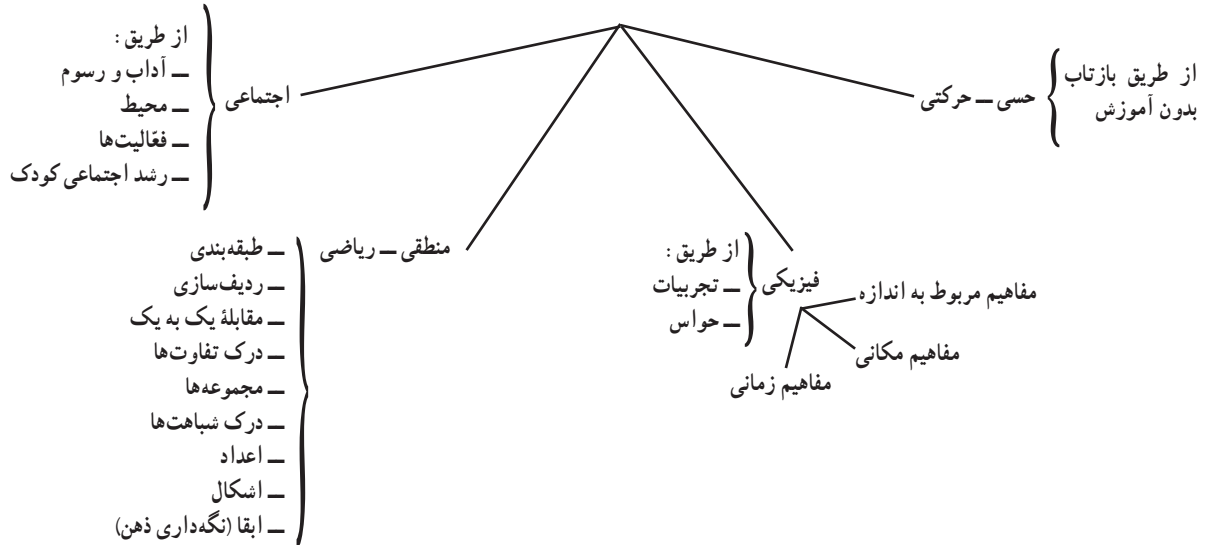 از طریق بازتاب
بدون آموزش
حسی ـ حرکتی
فیزیکی
از طریق :
ـ تجربیات
ـ حواس
مفاهیم مربوط به اندازه
مفاهیم مکانی
مفاهیم زمانی
منطقی ـ ریاضی
ـ طبقه‌بندی
ـ ردیف‌سازی
ـ مقابلهٔ یک به یک
ـ درک تفاوت‌ها
ـ مجموعه‌ها
ـ درک شباهت‌ها
ـ اعداد
ـ اشکال
ـ ابقا (نگه‌داری ذهن)
اجتماعی
از طریق :
ـ آداب و رسوم
ـ محیط
ـ فعّالیت‌ها
ـ رشد اجتماعی کودک